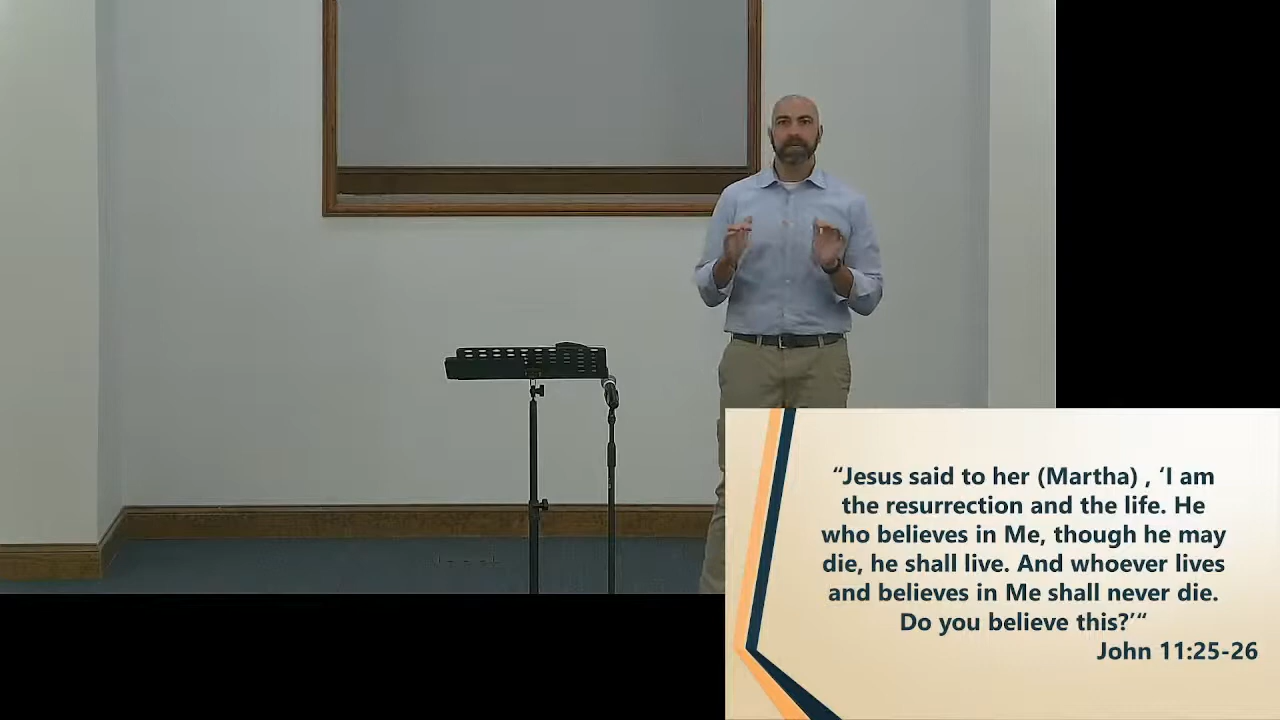 “Jesus said to her (Martha) , ‘I am
the resurrection and the life. He
who believes in Me, though he may
die, he shall live. And whoever lives
and believes in Me shall never die.
Do you believe this?’“
John 11:25-26